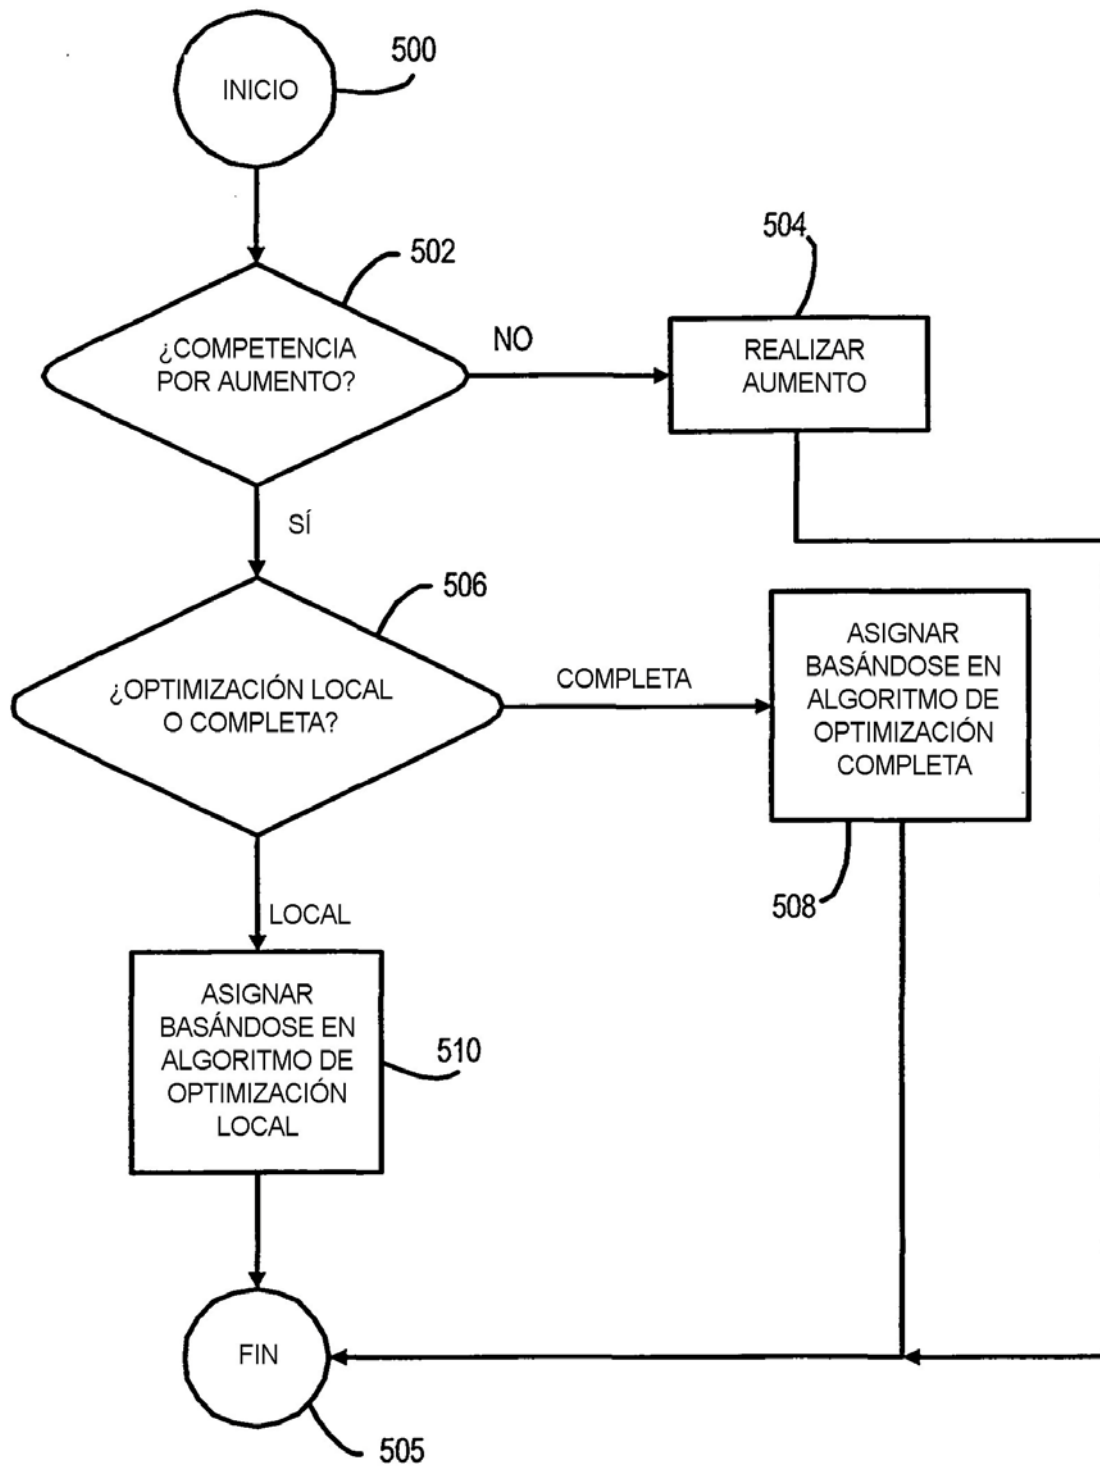 INICIO
500
502
¿COMPETENCIA
POR AUMENTO?
NO
504
REALIZAR
AUMENTO
SÍ
506
¿OPTIMIZACIÓN LOCAL
O COMPLETA?
COMPLETA
ASIGNAR
BASÁNDOSE EN
ALGORITMO DE
OPTIMIZACIÓN
COMPLETA
508
LOCAL
ASIGNAR
BASÁNDOSE EN
ALGORITMO DE
OPTIMIZACIÓN
LOCAL
510
FIN
505